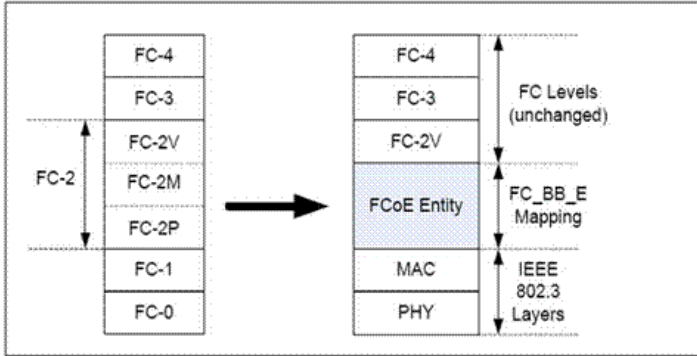 FC-4
FC-3
FC-2V
FC-2M
FC-2P
FC-1
FC-0
FC-2
FC-4
FC-3
FC-2V
FCoE Entity
MAC
PHY
FC Levels
(unchanged)
FC_BB_E
Mapping
IEEE
802.3
Layers